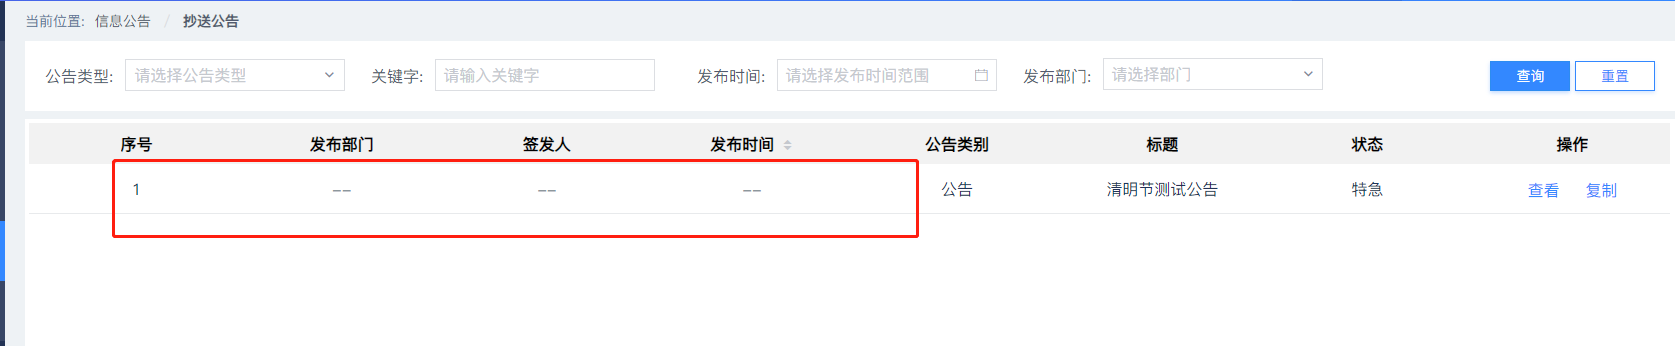 当前位置: 信息公告 / 抄送公告
公告类型: 请选择公告类型 关键字: 请输入关键字 发布时间: 请选择发布时间范围 发布部门: 请选择部门 查询 重置
序号 发布部门 签发人 发布时间 公告类别 标题 状态 操作
1 -- -- -- 公告 清明节测试公告 特急 查看 复制